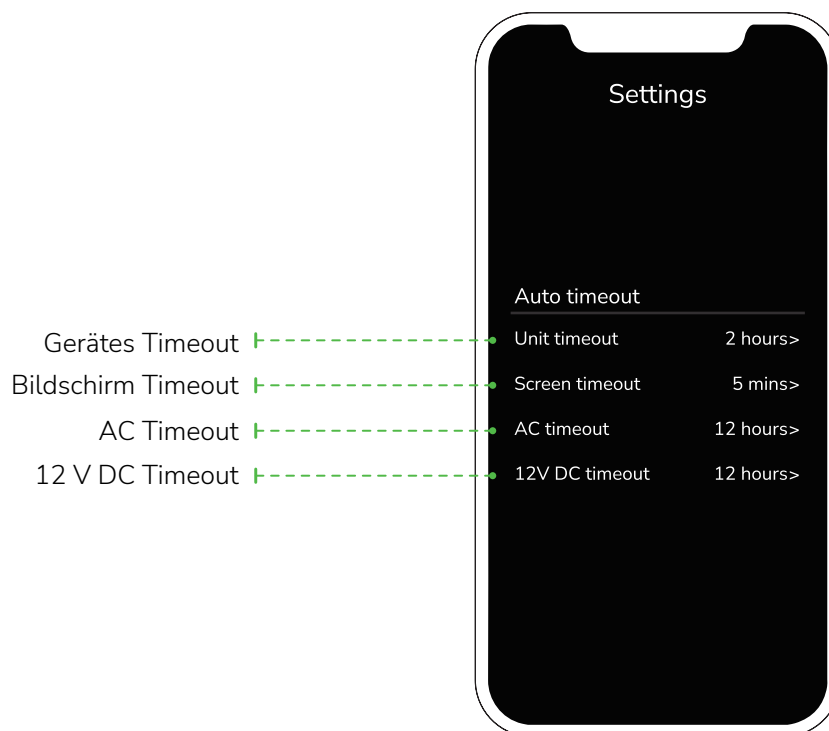 Settings
Auto timeout
Gerätes Timeout
Unit timeout 2 hours>
Bildschirm Timeout
Screen timeout 5 mins>
AC Timeout
AC timeout 12 hours>
12 V DC Timeout
12V DC timeout 12 hours>